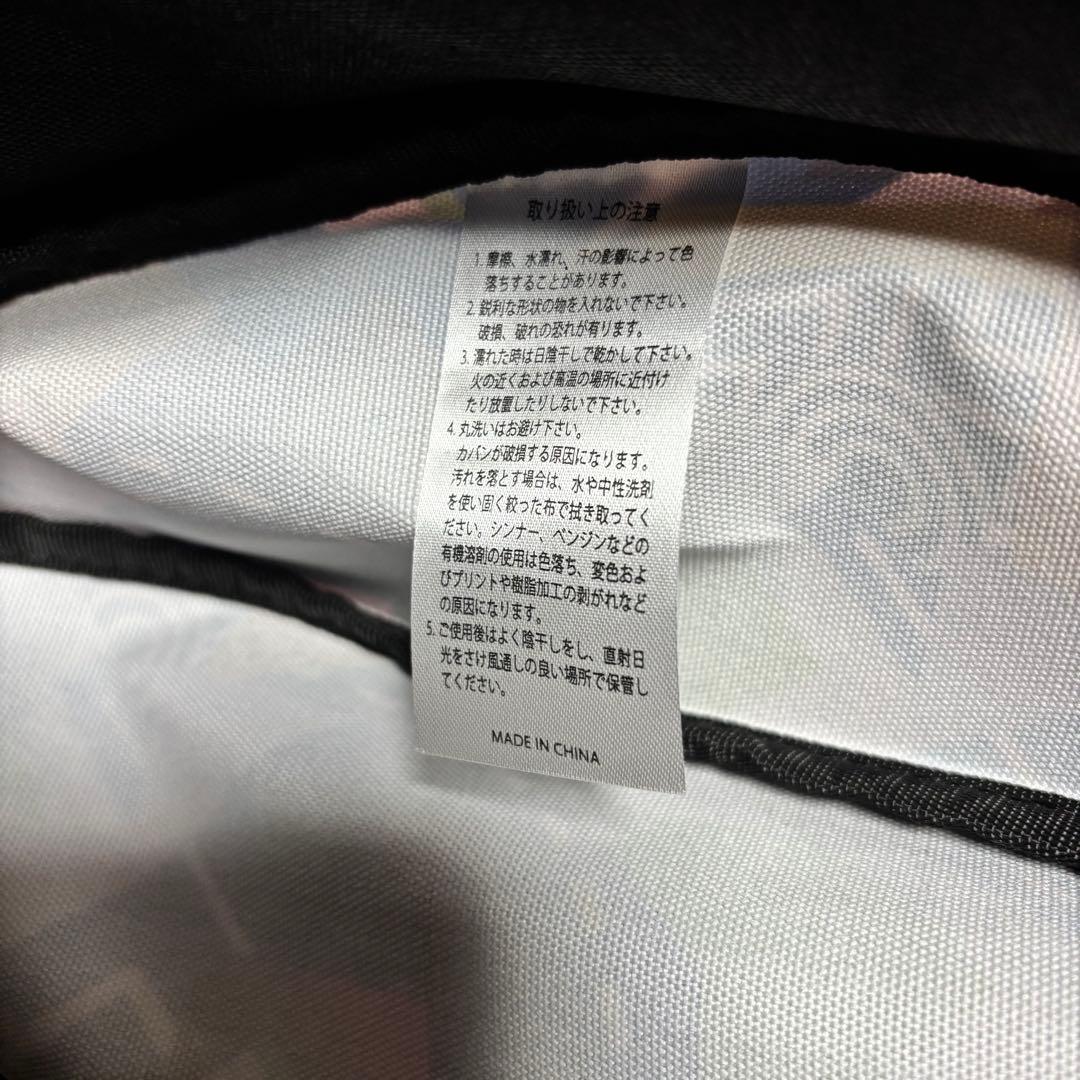 取り扱い上の注意
1. 摩擦、水濡れ、汗の影響によって色
落ちすることがあります。
2. 鋭利な形状の物を入れないで下さい。
破損、破れの恐れが有ります。
3. 濡れた時は日陰干しで乾かして下さい。
火の近くおよび高温の場所に近付け
たり放置したりしないで下さい。
4. 丸洗いはお避け下さい。
カバンが破損する原因になります。
汚れを落とす場合は、水や中性洗剤
を使い固く絞った布で拭き取ってく
ださい。シンナー、ベンジンなどの
有機溶剤の使用は色落ち、変色およ
びプリントや樹脂加工の剥がれなど
の原因になります。
5. ご使用後はよく陰干しをし、直射日
光をさけ風通しの良い場所で保管し
てください。
MADE IN CHINA